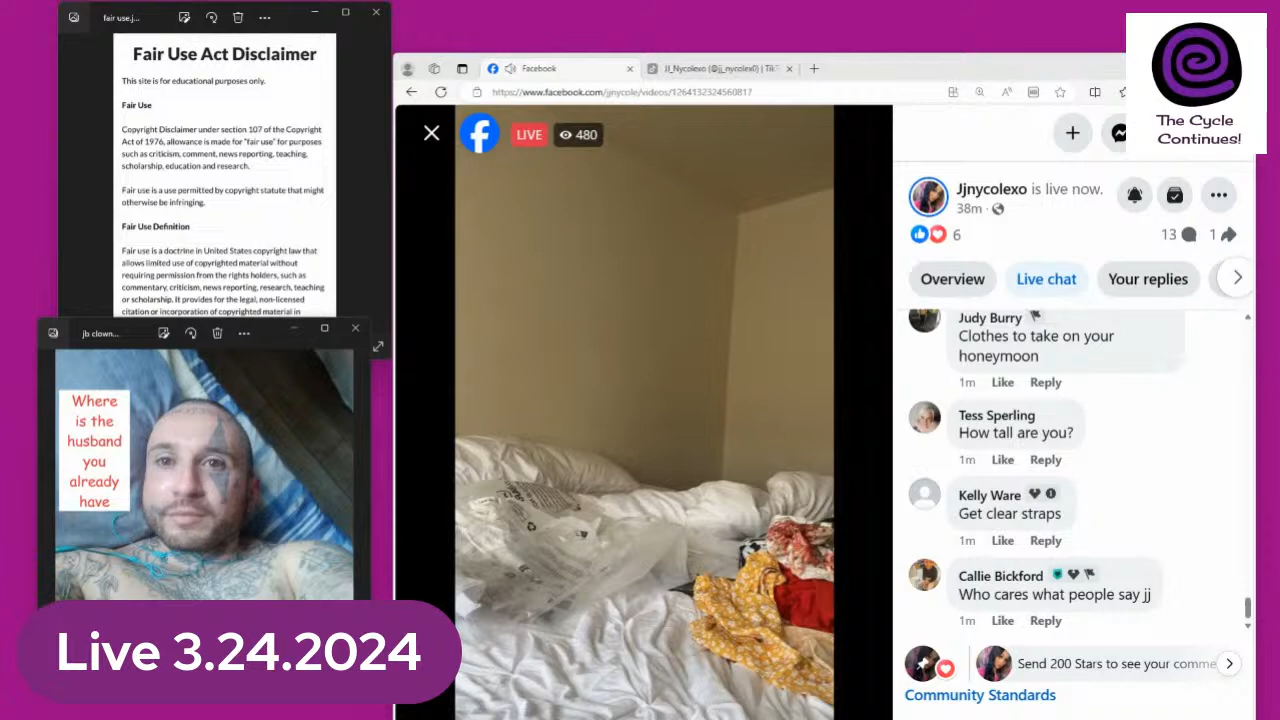 fair use.j...
Fair Use Act Disclaimer
This site is for educational purposes only.
Fair Use
Copyright Disclaimer under section 107 of the Copyright
Act of 1976, allowance is made for "fair use" for purposes
such as criticism, comment, news reporting, teaching,
scholarship, education and research.
Fair use is a use permitted by copyright statute that might
otherwise be infringing.
Fair Use Definition
Fair use is a doctrine in United States copyright law that
allows limited use of copyrighted material without
requiring permission from the rights holders, such as
commentary, criticism, news reporting, research, teaching
or scholarship. It provides for the legal, non-licensed
citation or incorporation of copyrighted material in
jb clown...
Where
is the
husband
you
already
have
Live 3.24.2024
Facebook
JJ_Nycolexo (@jj_nycolex0) | Tik
https://www.facebook.com/jjnycole/videos/1264132324560817
LIVE
480
The Cycle
Continues!
Jjnycolexo is live now.
38m
6
13
1
Overview
Live chat
Your replies
Judy Burry
Clothes to take on your
honeymoon
1m Like Reply
Tess Sperling
How tall are you?
1m Like Reply
Kelly Ware
Get clear straps
1m Like Reply
Callie Bickford
Who cares what people say jj
1m Like Reply
Send 200 Stars to see your comme
Community Standards